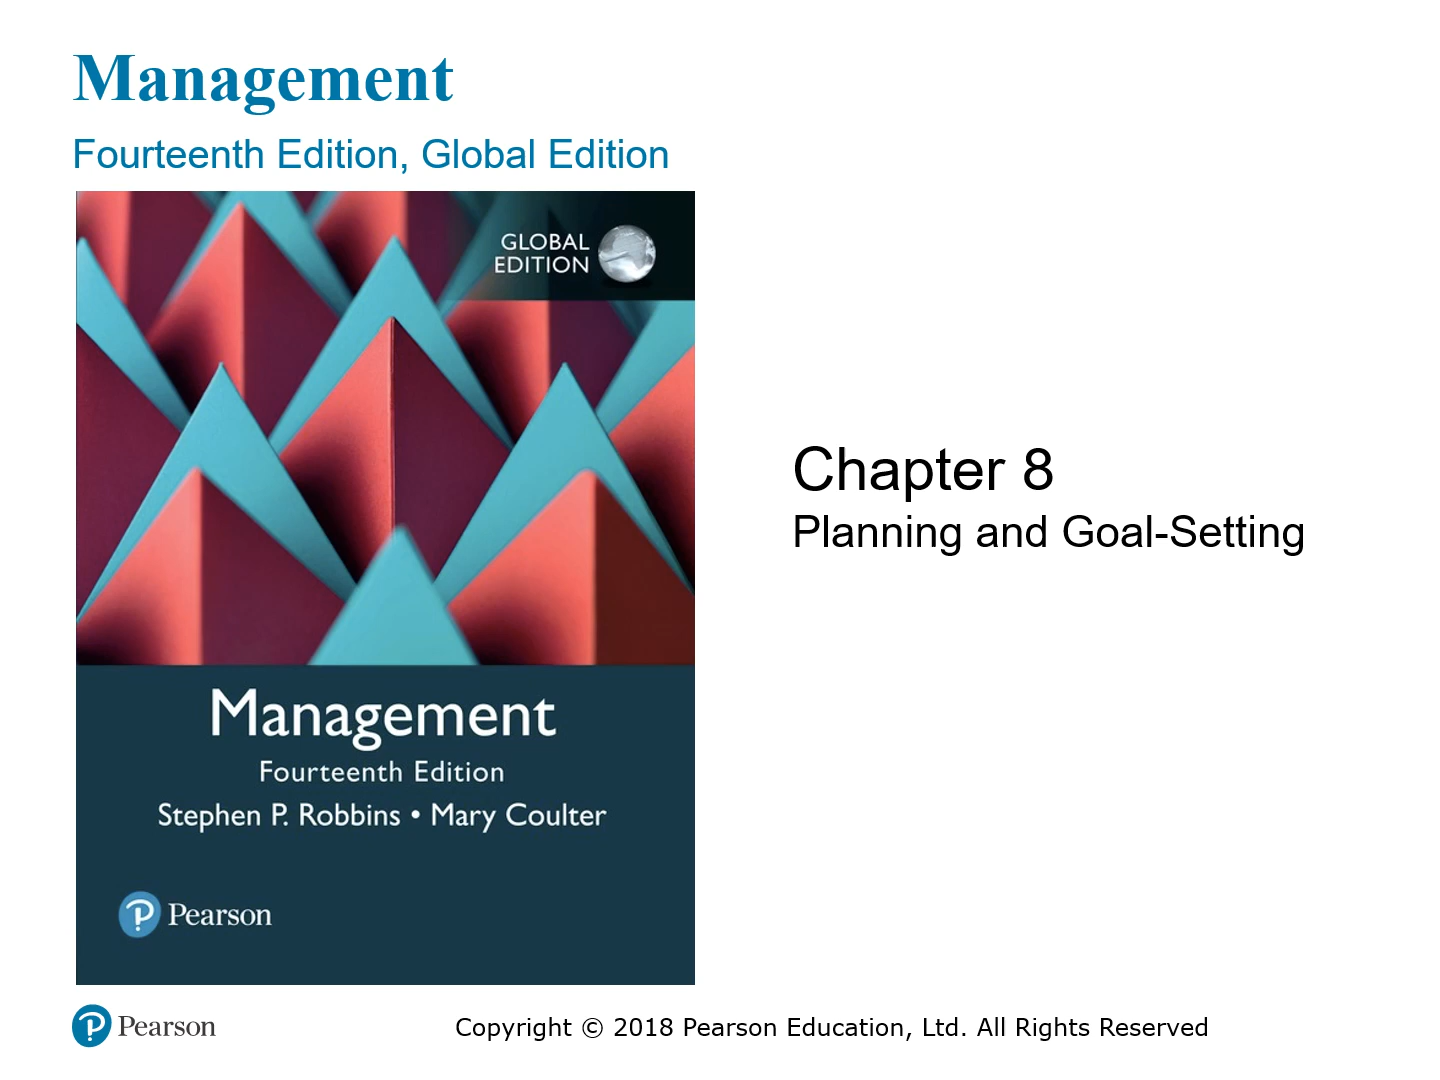 Management
Fourteenth Edition, Global Edition
GLOBAL
EDITION
Management
Fourteenth Edition
Stephen P. Robbins • Mary Coulter
Pearson
Chapter 8
Planning and Goal-Setting
Pearson
Copyright © 2018 Pearson Education, Ltd. All Rights Reserved